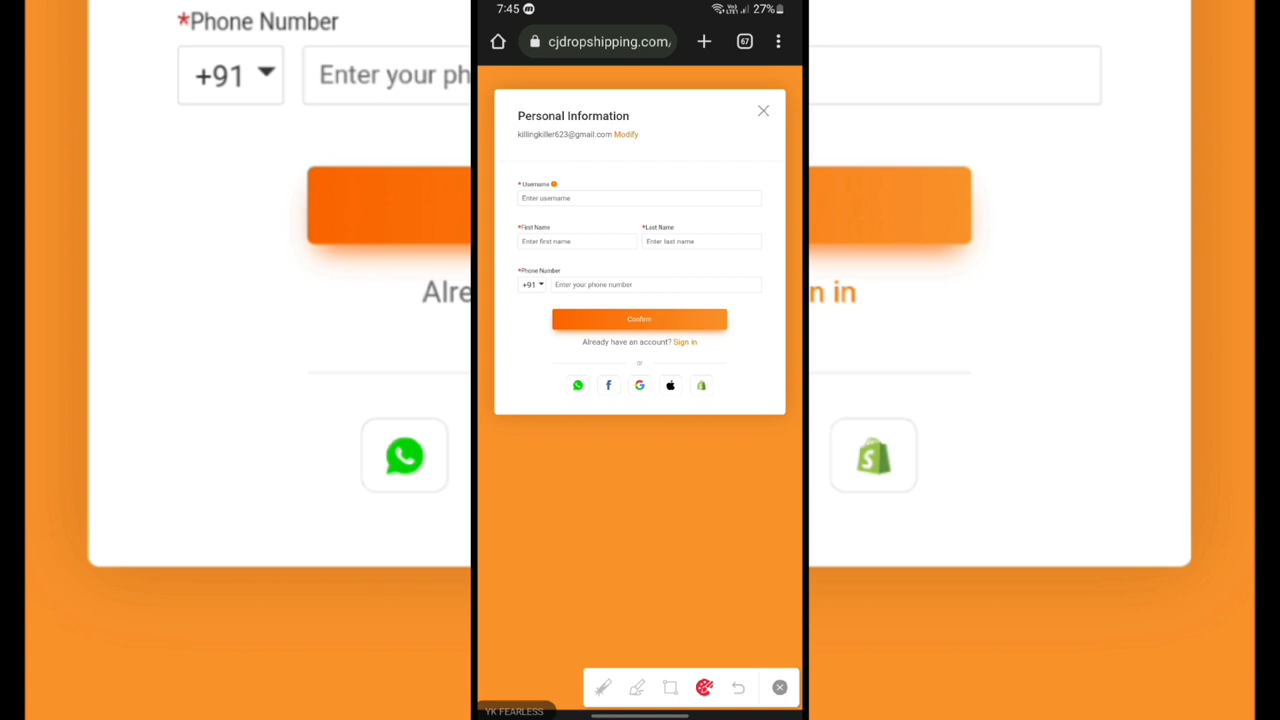 *Phone Number
+91
Enter your ph
Alre
n in
7:45
27%
cjdropshipping.com
67
Personal Information
killingkiller623@gmail.com Modify
* Username
Enter username
*First Name *Last Name
Enter first name Enter last name
*Phone Number
+91 Enter your phone number
Confirm
Already have an account? Sign in
or
YK FEARLESS